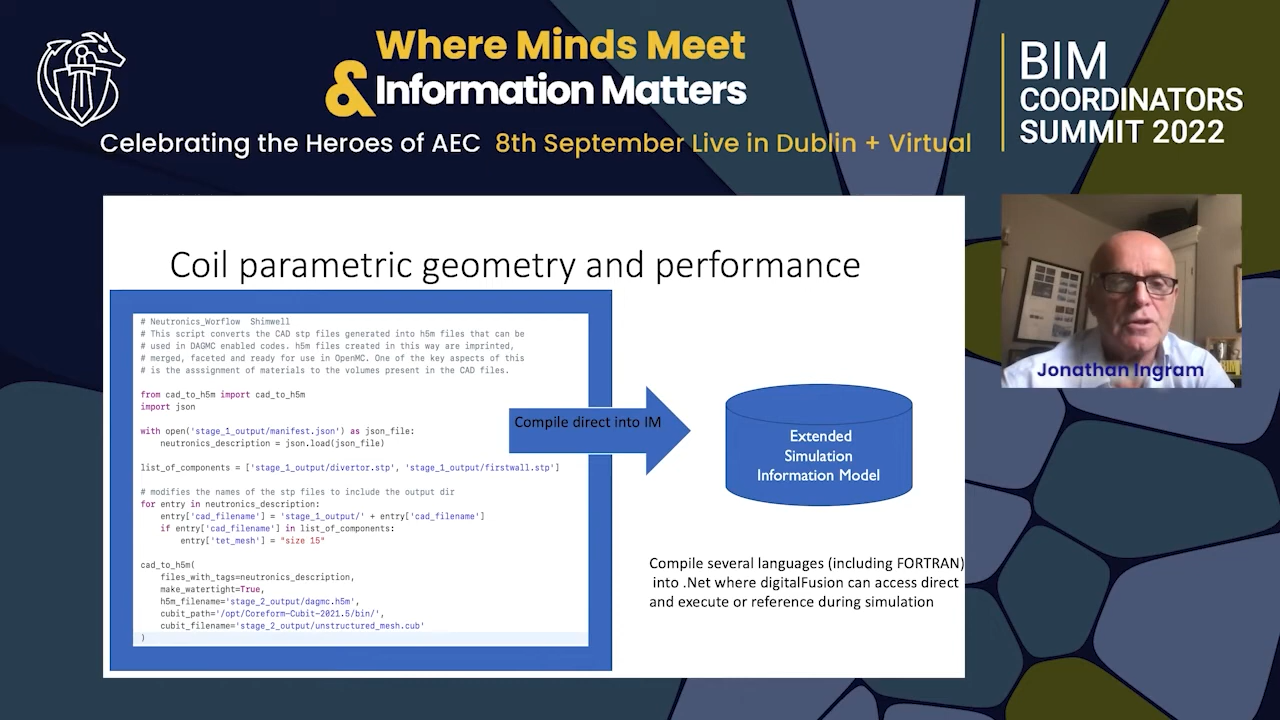 Where Minds Meet
& Information Matters
Celebrating the Heroes of AEC 8th September Live in Dublin + Virtual
BIM
COORDINATORS
SUMMIT 2022
Coil parametric geometry and performance
# Neutronics_Worflow Shimwell
# This script converts the CAD stp files generated into h5m files that can be
# used in DAGMC enabled codes. h5m files created in this way are imprinted,
# merged, faceted and ready for use in OpenMC. One of the key aspects of this
# is the asssignment of materials to the volumes present in the CAD files.
from cad_to_h5m import cad_to_h5m
import json
with open('stage_1_output/manifest.json') as json_file:
neutronics_description = json.load(json_file)
list_of_components = ['stage_1_output/divertor.stp', 'stage_1_output/firstwall.stp']
# modifies the names of the stp files to include the output dir
for entry in neutronics_description:
entry['cad_filename'] = 'stage_1_output/' + entry['cad_filename']
if entry['cad_filename'] in list_of_components:
entry['tet_mesh'] = "size 15"
cad_to_h5m(
files_with_tags=neutronics_description,
make_watertight=True,
h5m_filename='stage_2_output/dagmc.h5m',
cubit_path='/opt/Coreform-Cubit-2021.5/bin/',
cubit_filename='stage_2_output/unstructured_mesh.cub'
)
Compile direct into IM
Extended
Simulation
Information Model
Compile several languages (including FORTRAN)
into .Net where digitalFusion can access direct
and execute or reference during simulation
Jonathan Ingram